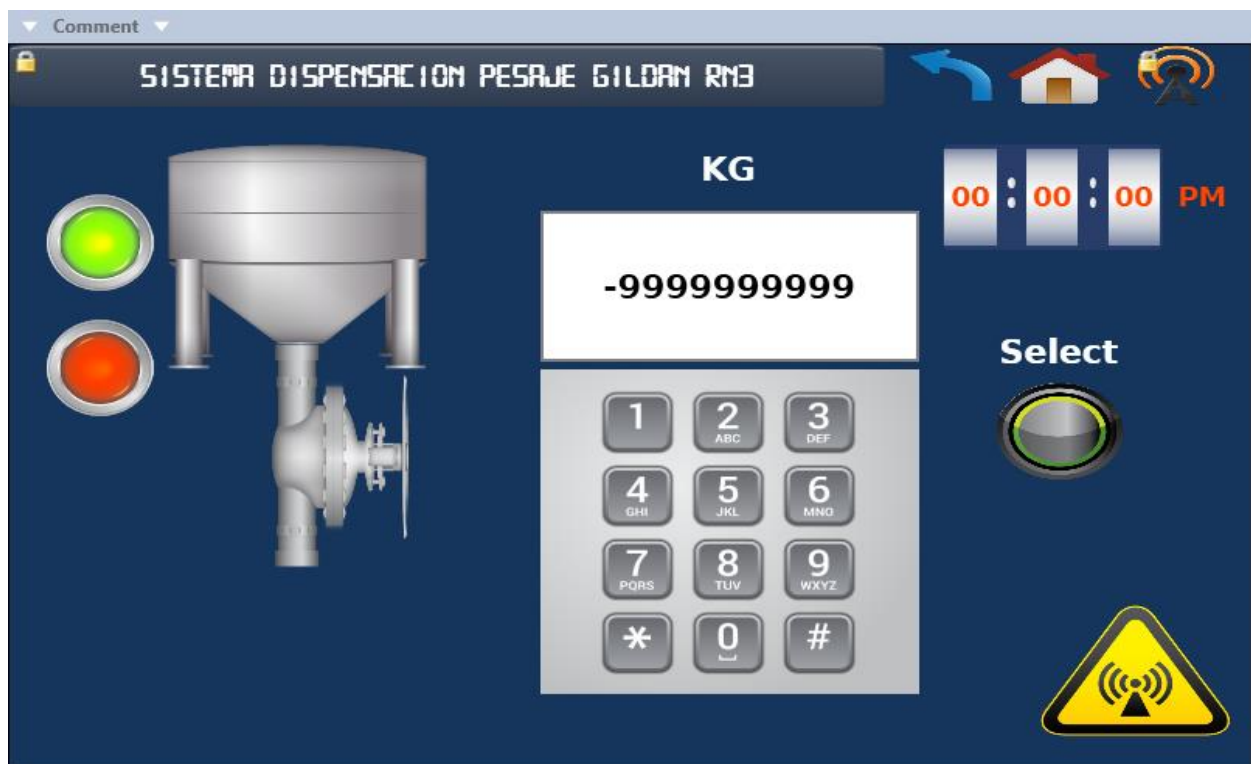 Comment
SISTEMA DISPENSACION PESAJE GILDAN RN3
KG
00 : 00 : 00 PM
-9999999999
Select
1 2 ABC 3 DEF
4 GHI 5 JKL 6 MNO
7 PQRS 8 TUV 9 WXYZ
* 0 #